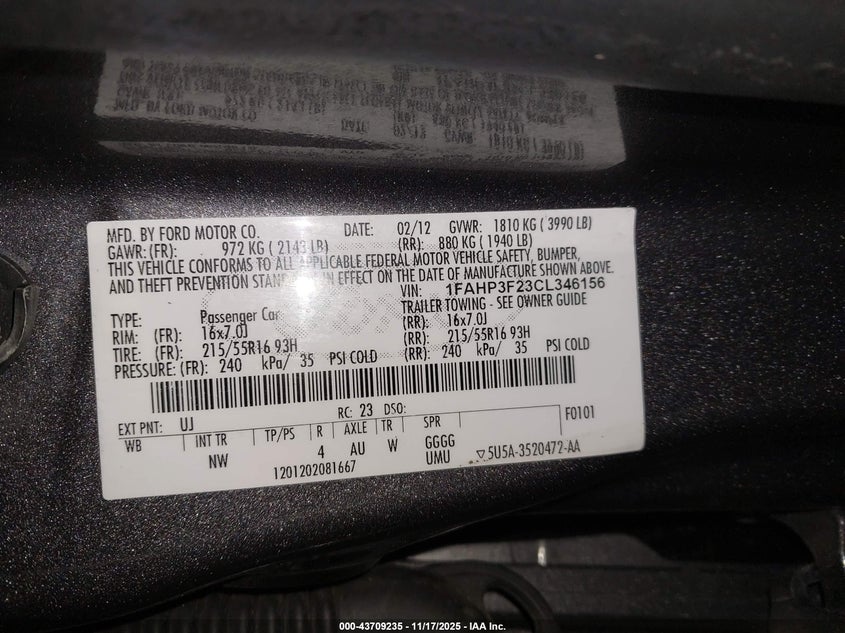 MFD. BY FORD MOTOR CO. DATE: 02/12 GVWR: 1810 KG ( 3990 LB)
GAWR: (FR): 972 KG ( 2143 LB) (RR): 880 KG ( 1940 LB)
THIS VEHICLE CONFORMS TO ALL APPLICABLE FEDERAL MOTOR VEHICLE SAFETY, BUMPER,
AND THEFT PREVENTION STANDARDS IN EFFECT ON THE DATE OF MANUFACTURE SHOWN ABOVE.
VIN: 1FAHP3F23CL346156
TYPE: Passenger Car TRAILER TOWING - SEE OWNER GUIDE
RIM: (FR): 16x7.0J (RR): 16x7.0J
TIRE: (FR): 215/55R16 93H (RR): 215/55R16 93H
PRESSURE: (FR): 240 kPa/ 35 PSI COLD (RR): 240 kPa/ 35 PSI COLD
EXT PNT: UJ RC: 23 DSO: F0101
WB INT TR TP/PS R AXLE TR SPR
NW 4 AU W GGGG
UMU
1201202081667 ▽5U5A-3520472-AA
000-43709235 - 11/17/2025 - IAA Inc.